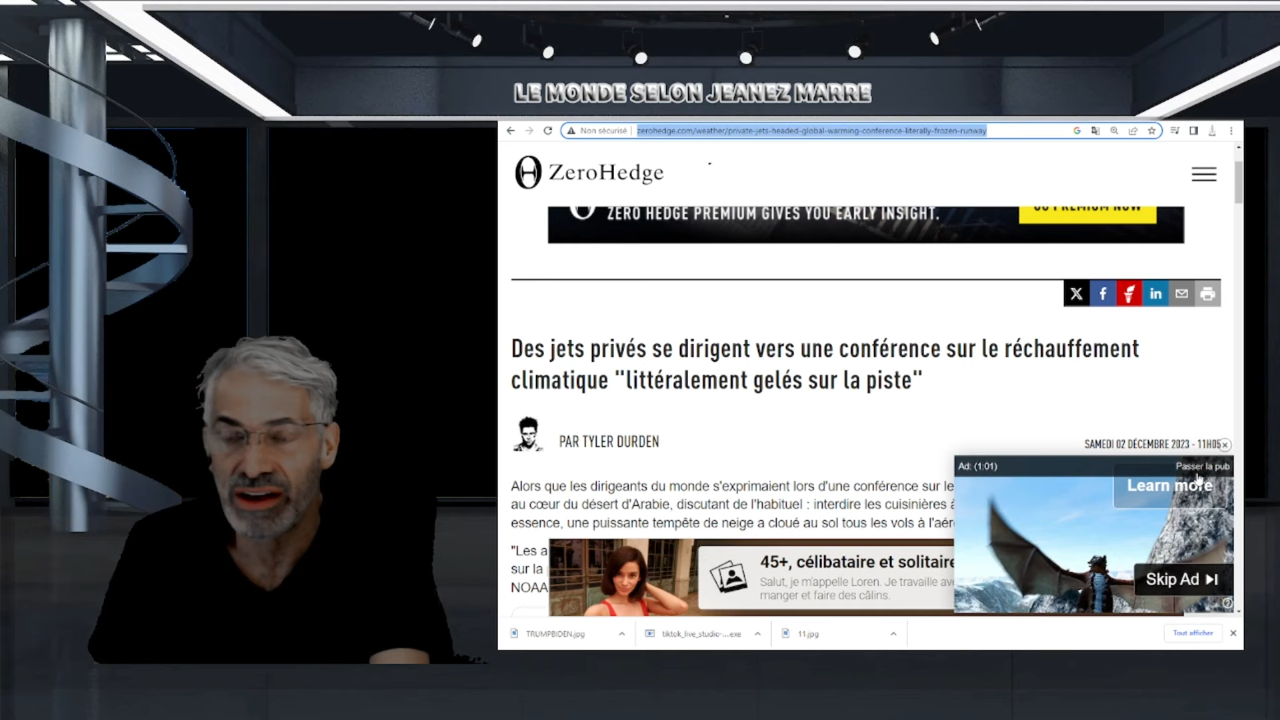 LE MONDE SELON JEANEZ MARRE
Non sécurisé
zerohedge.com/weather/private-jets-headed-global-warming-conference-literally-frozen-runway
ZeroHedge
ZERO HEDGE PREMIUM GIVES YOU EARLY INSIGHT.
GO PREMIUM NOW
Des jets privés se dirigent vers une conférence sur le réchauffement
climatique "littéralement gelés sur la piste"
PAR TYLER DURDEN
SAMEDI 02 DÉCEMBRE 2023 - 11H05
Ad: (1:01)
Passer la pub
Learn more
Alors que les dirigeants du monde s'exprimaient lors d'une conférence sur le
au cœur du désert d'Arabie, discutant de l'habituel : interdire les cuisinières
essence, une puissante tempête de neige a cloué au sol tous les vols à l'aér
"Les a
sur la
NOAA
45+, célibataire et solitaire
Salut, je m'appelle Loren. Je travaille
manger et faire des câlins.
Skip Ad
TRUMPBIDEN.jpg
tiktok_live_studio-...exe
11.jpg
Tout afficher